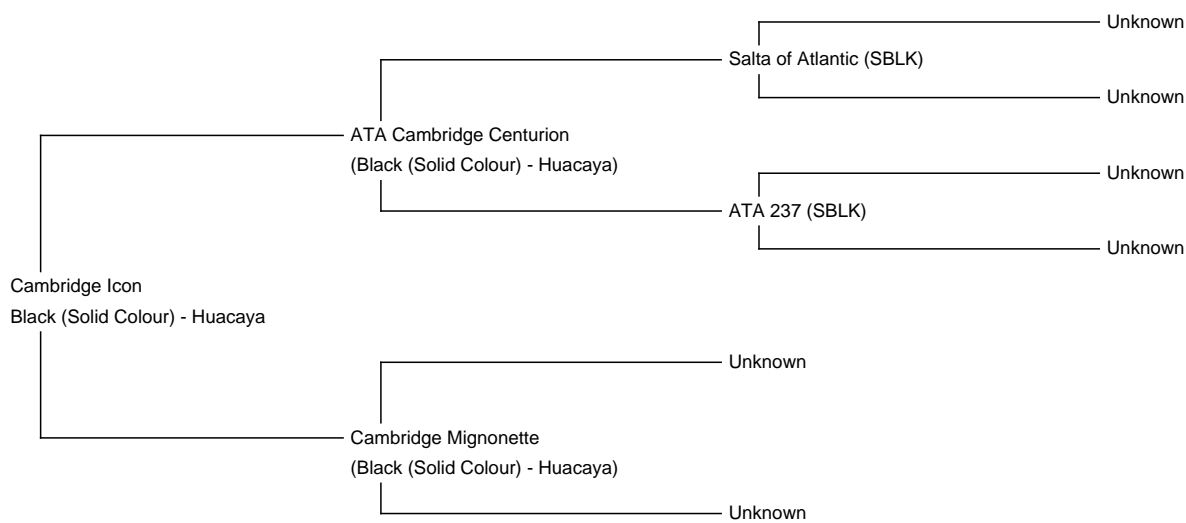 Unknown
Salta of Atlantic (SBLK)
Unknown
ATA Cambridge Centurion
(Black (Solid Colour) - Huacaya)
Unknown
ATA 237 (SBLK)
Unknown
Cambridge Icon
Black (Solid Colour) - Huacaya
Unknown
Cambridge Mignonette
(Black (Solid Colour) - Huacaya)
Unknown